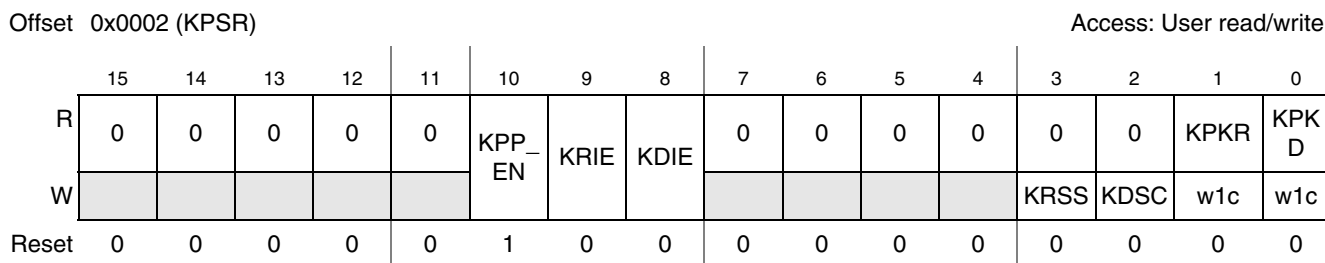 Offset 0x0002 (KPSR) Access: User read/write
15 14 13 12 11 10 9 8 7 6 5 4 3 2 1 0
R 0 0 0 0 0 KPP_EN KRIE KDIE 0 0 0 0 0 0 KPKR KPKD
W KRSS KDSC w1c w1c
Reset 0 0 0 0 0 1 0 0 0 0 0 0 0 0 0 0